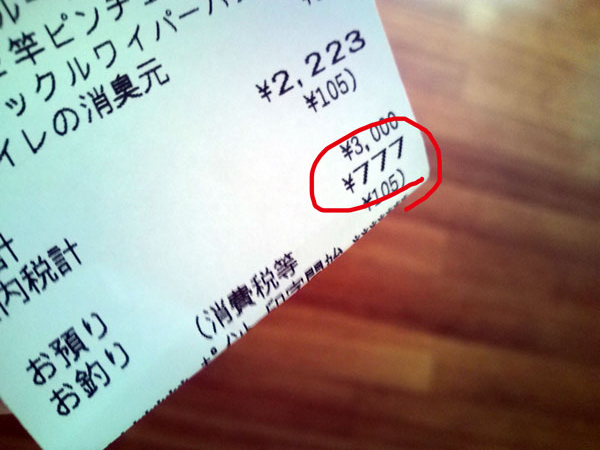 竿ピンチ
ックルワイパー
イレの消臭元
計 ¥2,223
内税計 ¥105)
お預り ¥3,000
お釣り ¥777
(消費税等 ¥105)